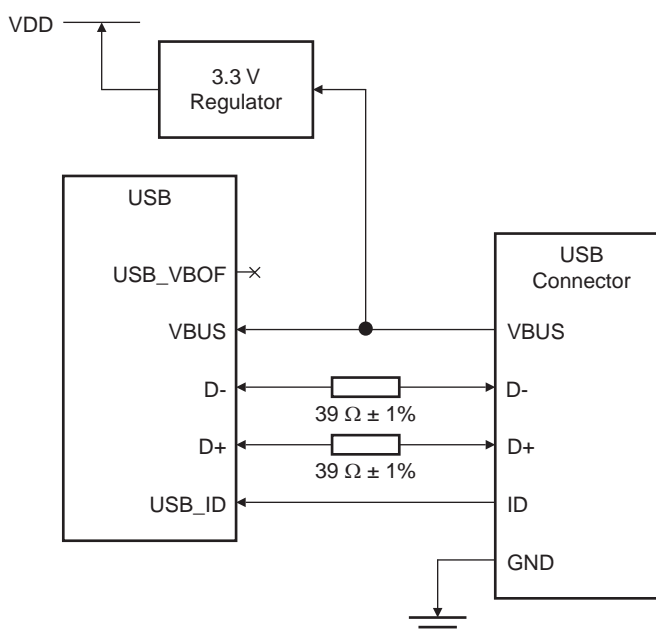 VDD
3.3 V
Regulator
USB
USB_VBOF
VBUS
D-
D+
USB_ID
39 Ω ± 1%
39 Ω ± 1%
USB
Connector
VBUS
D-
D+
ID
GND